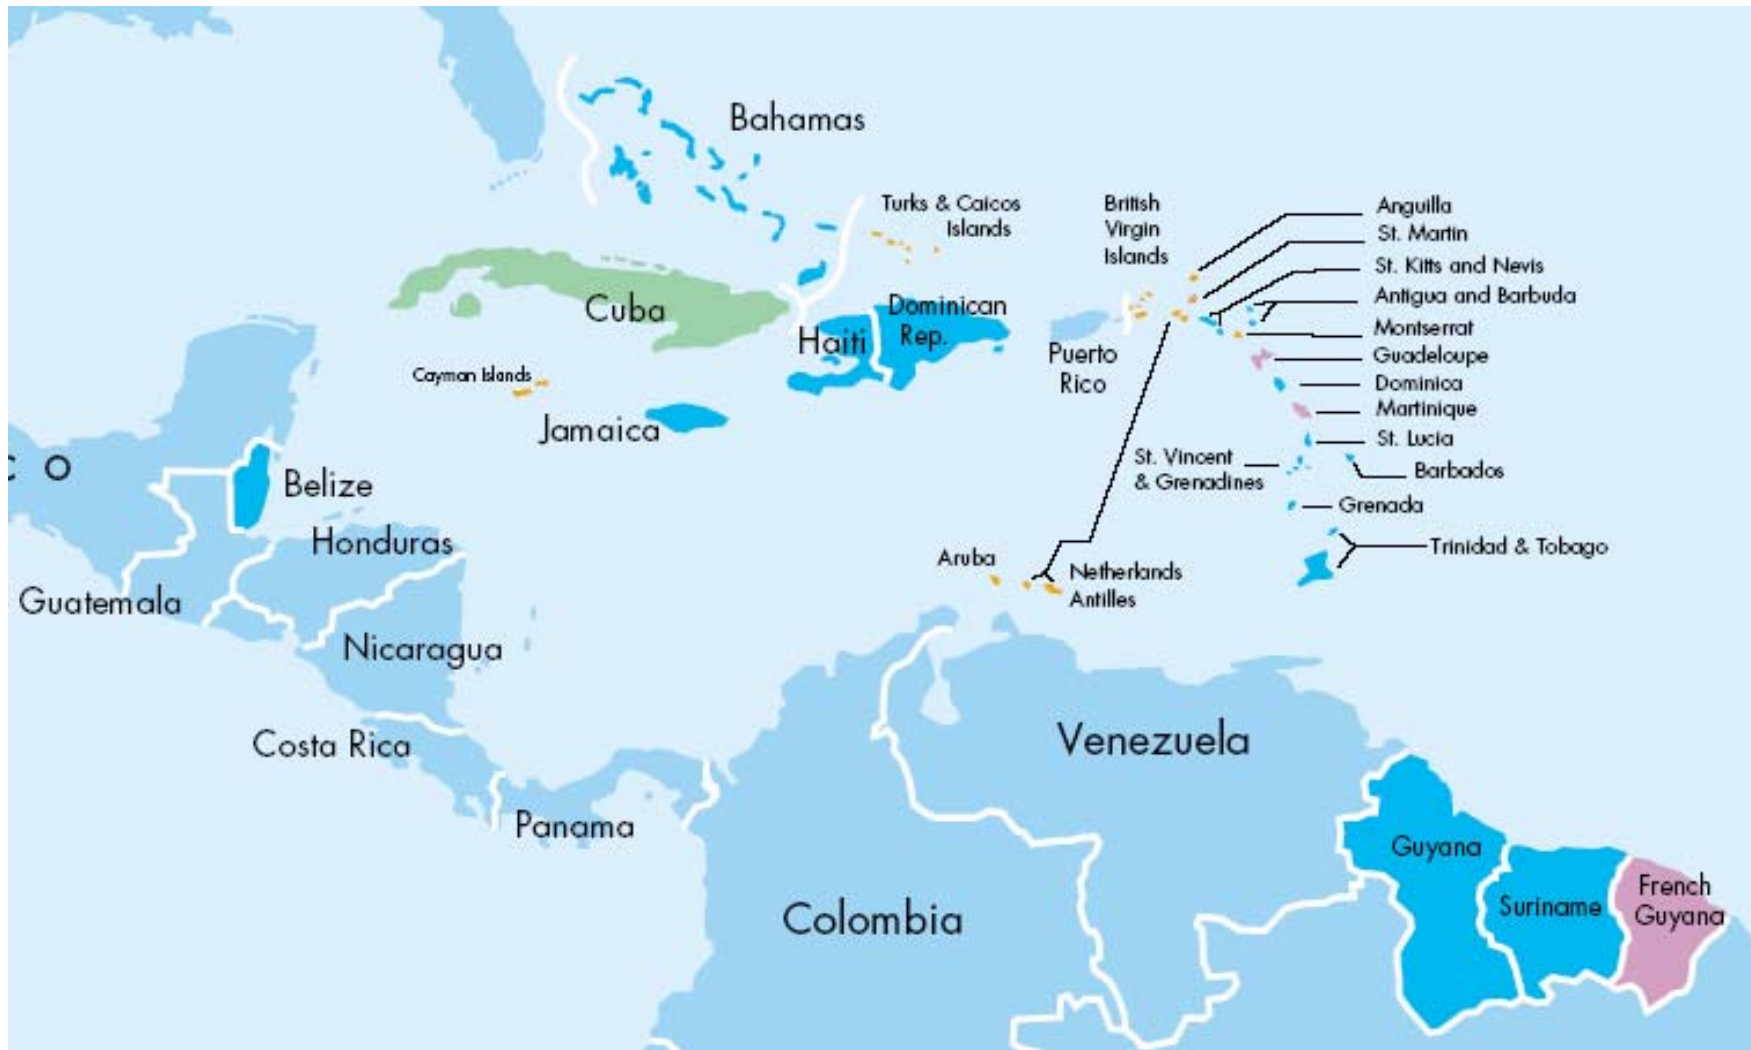 Bahamas
Turks & Caicos
Islands
British
Virgin
Islands
Anguilla
St. Martin
St. Kitts and Nevis
Antigua and Barbuda
Montserrat
Guadeloupe
Dominica
Martinique
St. Lucia
Barbados
St. Vincent
& Grenadines
Grenada
Trinidad & Tobago
Cuba
Haiti
Dominican
Rep.
Puerto
Rico
Cayman Islands
Jamaica
C O
Belize
Honduras
Guatemala
Nicaragua
Aruba
Netherlands
Antilles
Costa Rica
Panama
Venezuela
Colombia
Guyana
Suriname
French
Guyana